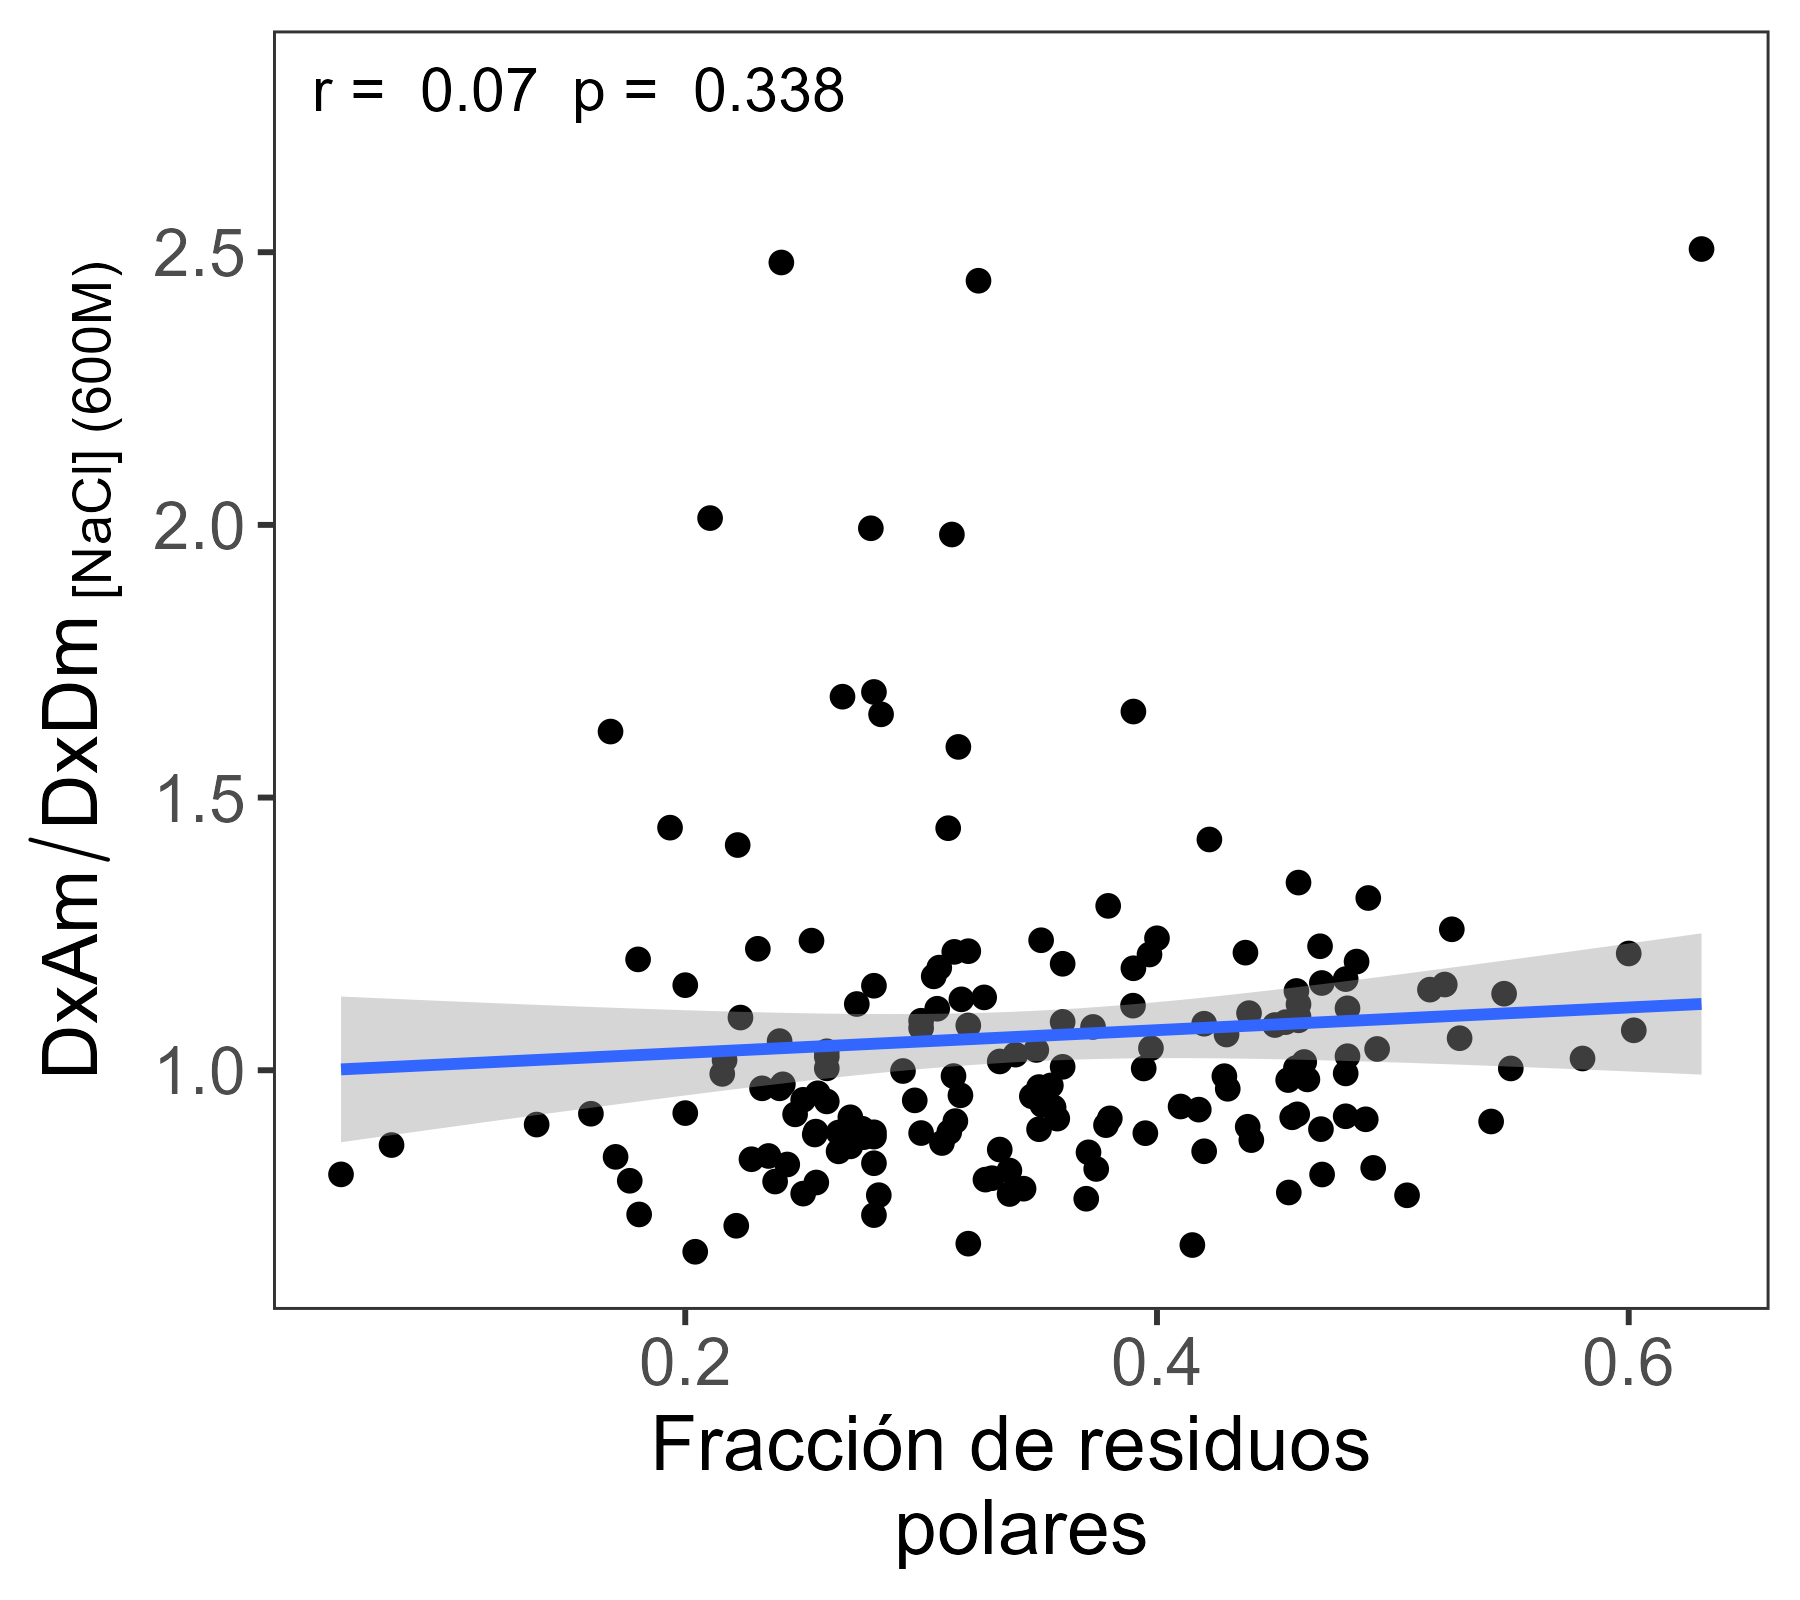 r = 0.07 p = 0.338
DxAm/DxDm [NaCl] (600M)
2.5
2.0
1.5
1.0
0.2 0.4 0.6
Fracción de residuos
polares